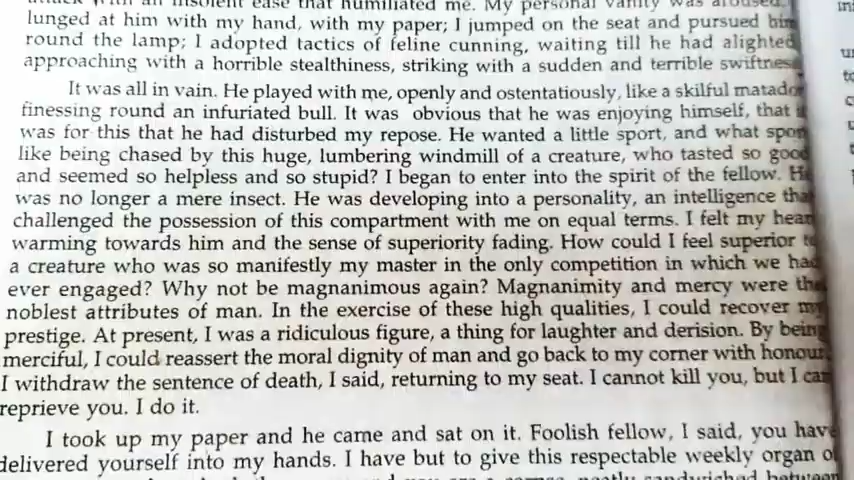 an insolent ease that humiliated me. My personal vanity was aroused.
lunged at him with my hand, with my paper; I jumped on the seat and pursued him
round the lamp; I adopted tactics of feline cunning, waiting till he had alighted
approaching with a horrible stealthiness, striking with a sudden and terrible swiftness
It was all in vain. He played with me, openly and ostentatiously, like a skilful matador
finessing round an infuriated bull. It was obvious that he was enjoying himself, that
was for this that he had disturbed my repose. He wanted a little sport, and what sport
like being chased by this huge, lumbering windmill of a creature, who tasted so good
and seemed so helpless and so stupid? I began to enter into the spirit of the fellow. He
was no longer a mere insect. He was developing into a personality, an intelligence that
challenged the possession of this compartment with me on equal terms. I felt my heart
warming towards him and the sense of superiority fading. How could I feel superior to
a creature who was so manifestly my master in the only competition in which we had
ever engaged? Why not be magnanimous again? Magnanimity and mercy were the
noblest attributes of man. In the exercise of these high qualities, I could recover my
prestige. At present, I was a ridiculous figure, a thing for laughter and derision. By being
merciful, I could reassert the moral dignity of man and go back to my corner with honour.
I withdraw the sentence of death, I said, returning to my seat. I cannot kill you, but I can
reprieve you. I do it.
I took up my paper and he came and sat on it. Foolish fellow, I said, you have
delivered yourself into my hands. I have but to give this respectable weekly organ of